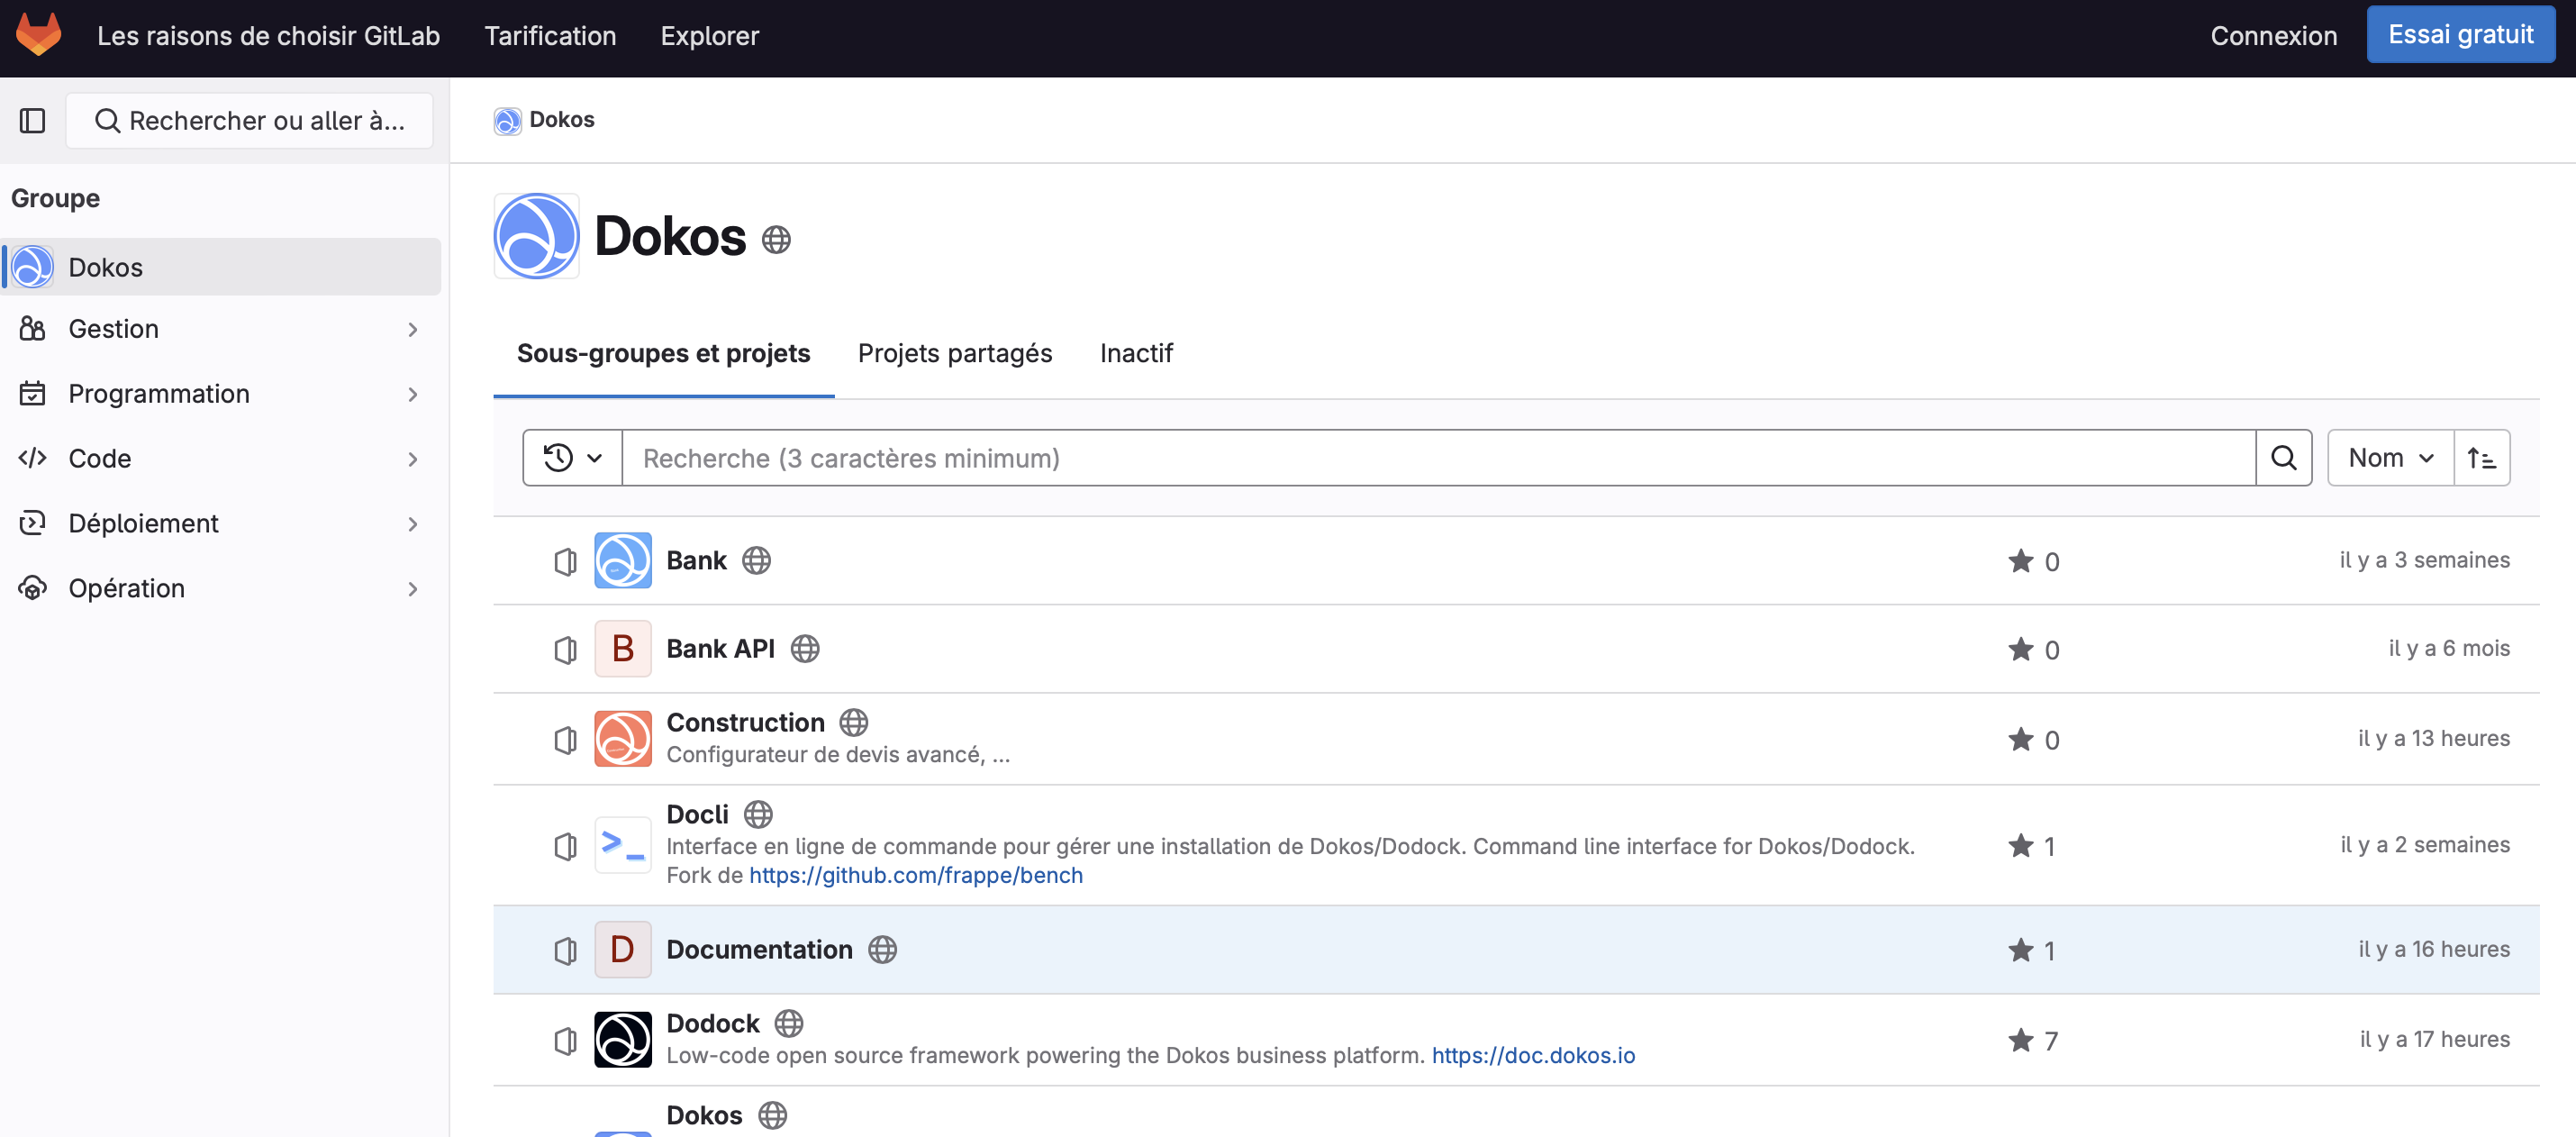 Les raisons de choisir GitLab Tarification Explorer Connexion Essai gratuit
Rechercher ou aller à...
Dokos
Groupe
Dokos
Gestion
Programmation
Code
Déploiement
Opération
Dokos
Sous-groupes et projets Projets partagés Inactif
Recherche (3 caractères minimum) Nom
Bank 0 il y a 3 semaines
B Bank API 0 il y a 6 mois
Construction
Configurateur de devis avancé, ... 0 il y a 13 heures
Docli
Interface en ligne de commande pour gérer une installation de Dokos/Dodock. Command line interface for Dokos/Dodock. 1 il y a 2 semaines
Fork de https://github.com/frappe/bench
D Documentation 1 il y a 16 heures
Dodock
Low-code open source framework powering the Dokos business platform. https://doc.dokos.io 7 il y a 17 heures
Dokos